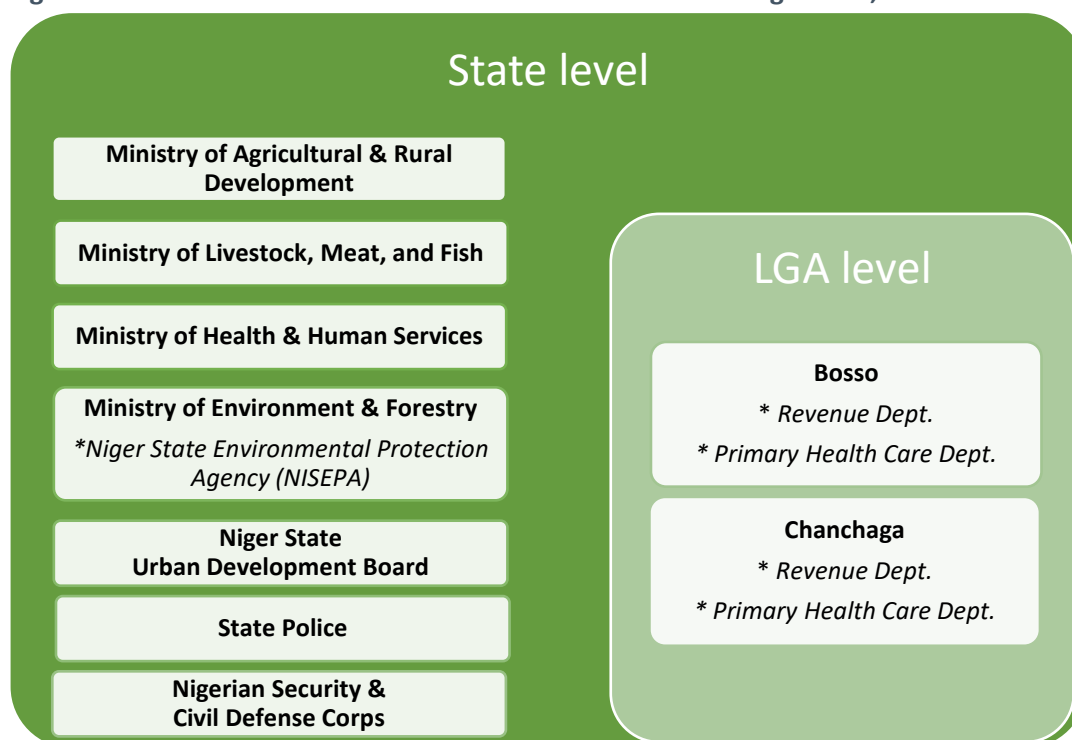 State level
Ministry of Agricultural & Rural
Development
Ministry of Livestock, Meat, and Fish
Ministry of Health & Human Services
Ministry of Environment & Forestry
*Niger State Environmental Protection
Agency (NISEPA)
Niger State
Urban Development Board
State Police
Nigerian Security &
Civil Defense Corps
LGA level
Bosso
* Revenue Dept.
* Primary Health Care Dept.
Chanchaga
* Revenue Dept.
* Primary Health Care Dept.